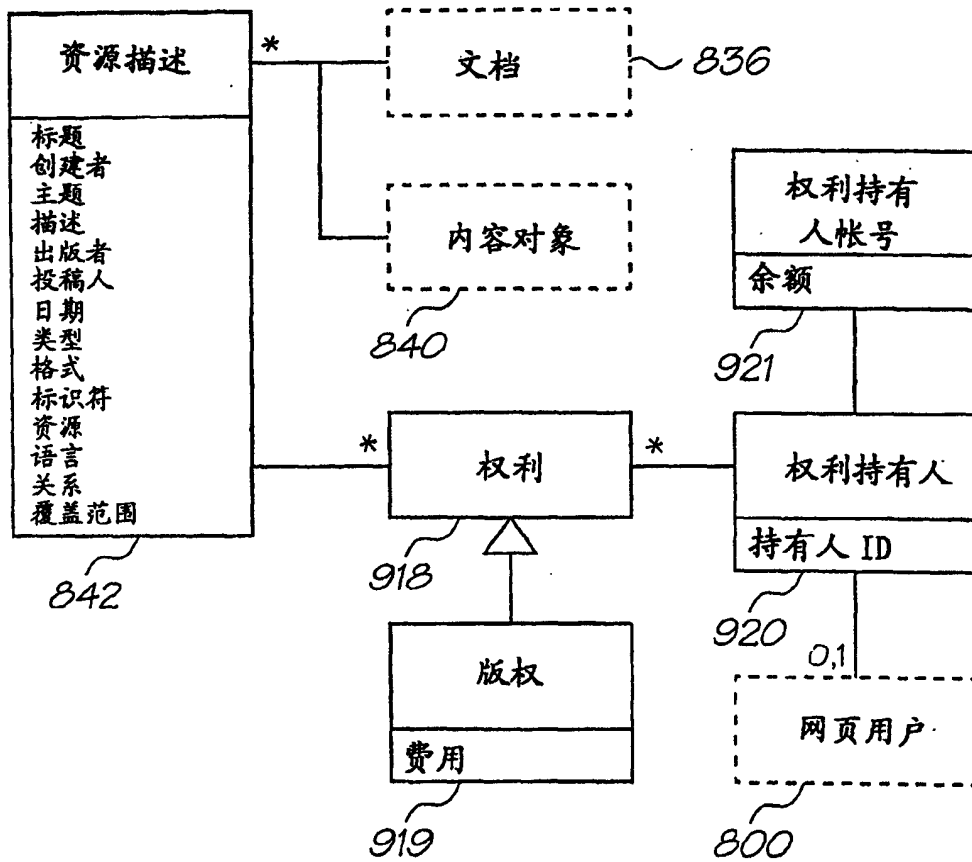 资源描述
*
标题
创建者
主题
描述
出版者
投稿人
日期
类型
格式
标识符
资源
语言
关系
覆盖范围
842
文档
836
内容对象
840
权利持有
人帐号
余额
921
*
权利
918
*
权利持有人
持有人 ID
920
版权
费用
919
0,1
网页用户
800